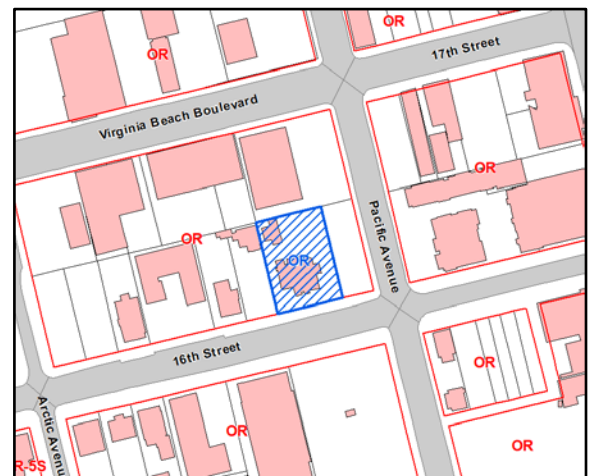 OR
OR
17th Street
Virginia Beach Boulevard
OR
Pacific Avenue
OR
OR
16th Street
OR
Arctic Avenu
OR
OR
R-5S